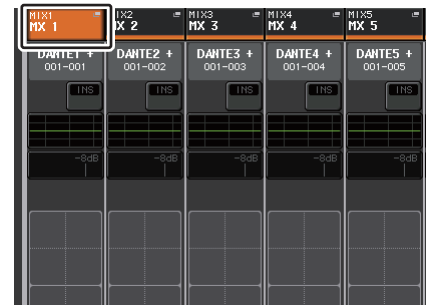 MIX1 MIX2 MIX3 MIX4 MIX5
MX 1 MX 2 MX 3 MX 4 MX 5
DANTE1 + DANTE2 + DANTE3 + DANTE4 + DANTE5 +
001-001 001-002 001-003 001-004 001-005
INS INS INS INS INS
-8dB -8dB -8dB -8dB -8dB